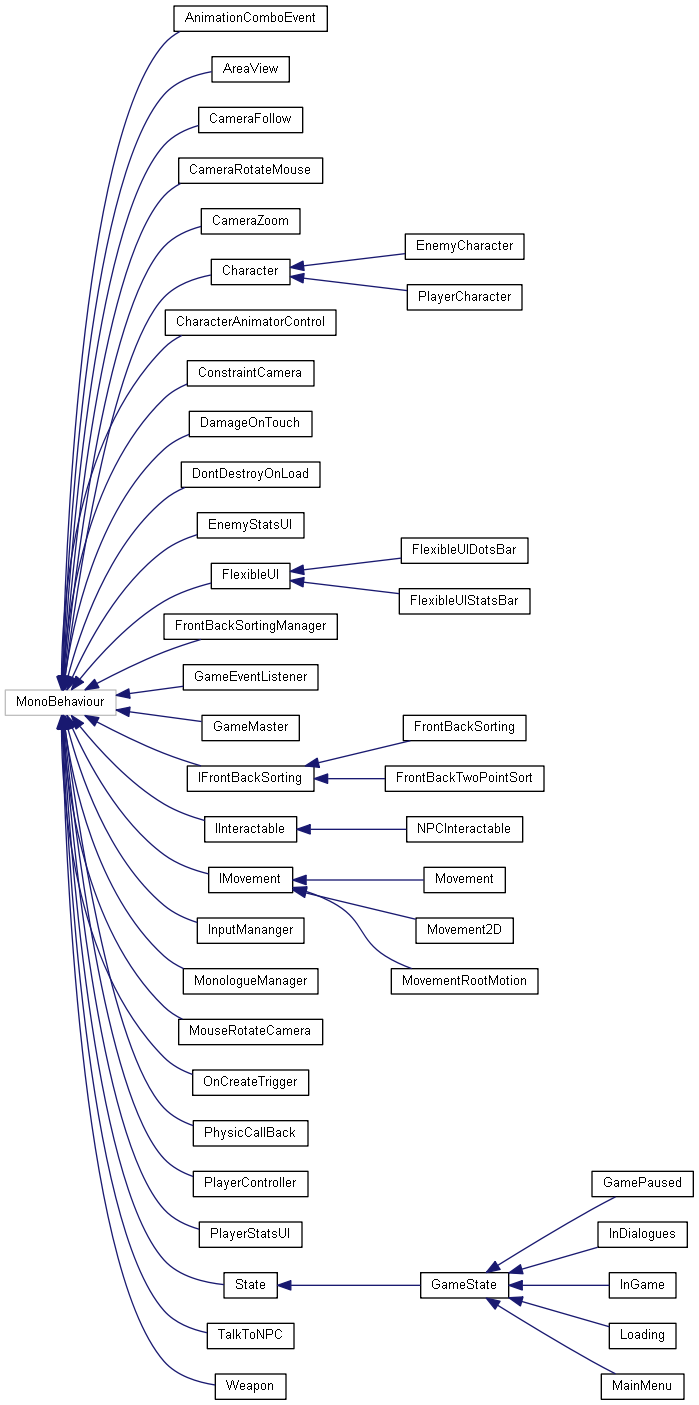 AnimationComboEvent
AreaView
CameraFollow
CameraRotateMouse
CameraZoom
EnemyCharacter
Character
PlayerCharacter
CharacterAnimatorControl
ConstraintCamera
DamageOnTouch
DontDestroyOnLoad
EnemyStatsUI
FlexibleUIDotsBar
FlexibleUI
FlexibleUIStatsBar
FrontBackSortingManager
GameEventListener
MonoBehaviour
GameMaster
FrontBackSorting
IFrontBackSorting
FrontBackTwoPointSort
IInteractable
NPCInteractable
IMovement
Movement
InputMananger
Movement2D
MonologueManager
MovementRootMotion
MouseRotateCamera
OnCreateTrigger
PhysicCallBack
PlayerController
GamePaused
PlayerStatsUI
InDialogues
State
GameState
InGame
TalkToNPC
Loading
Weapon
MainMenu